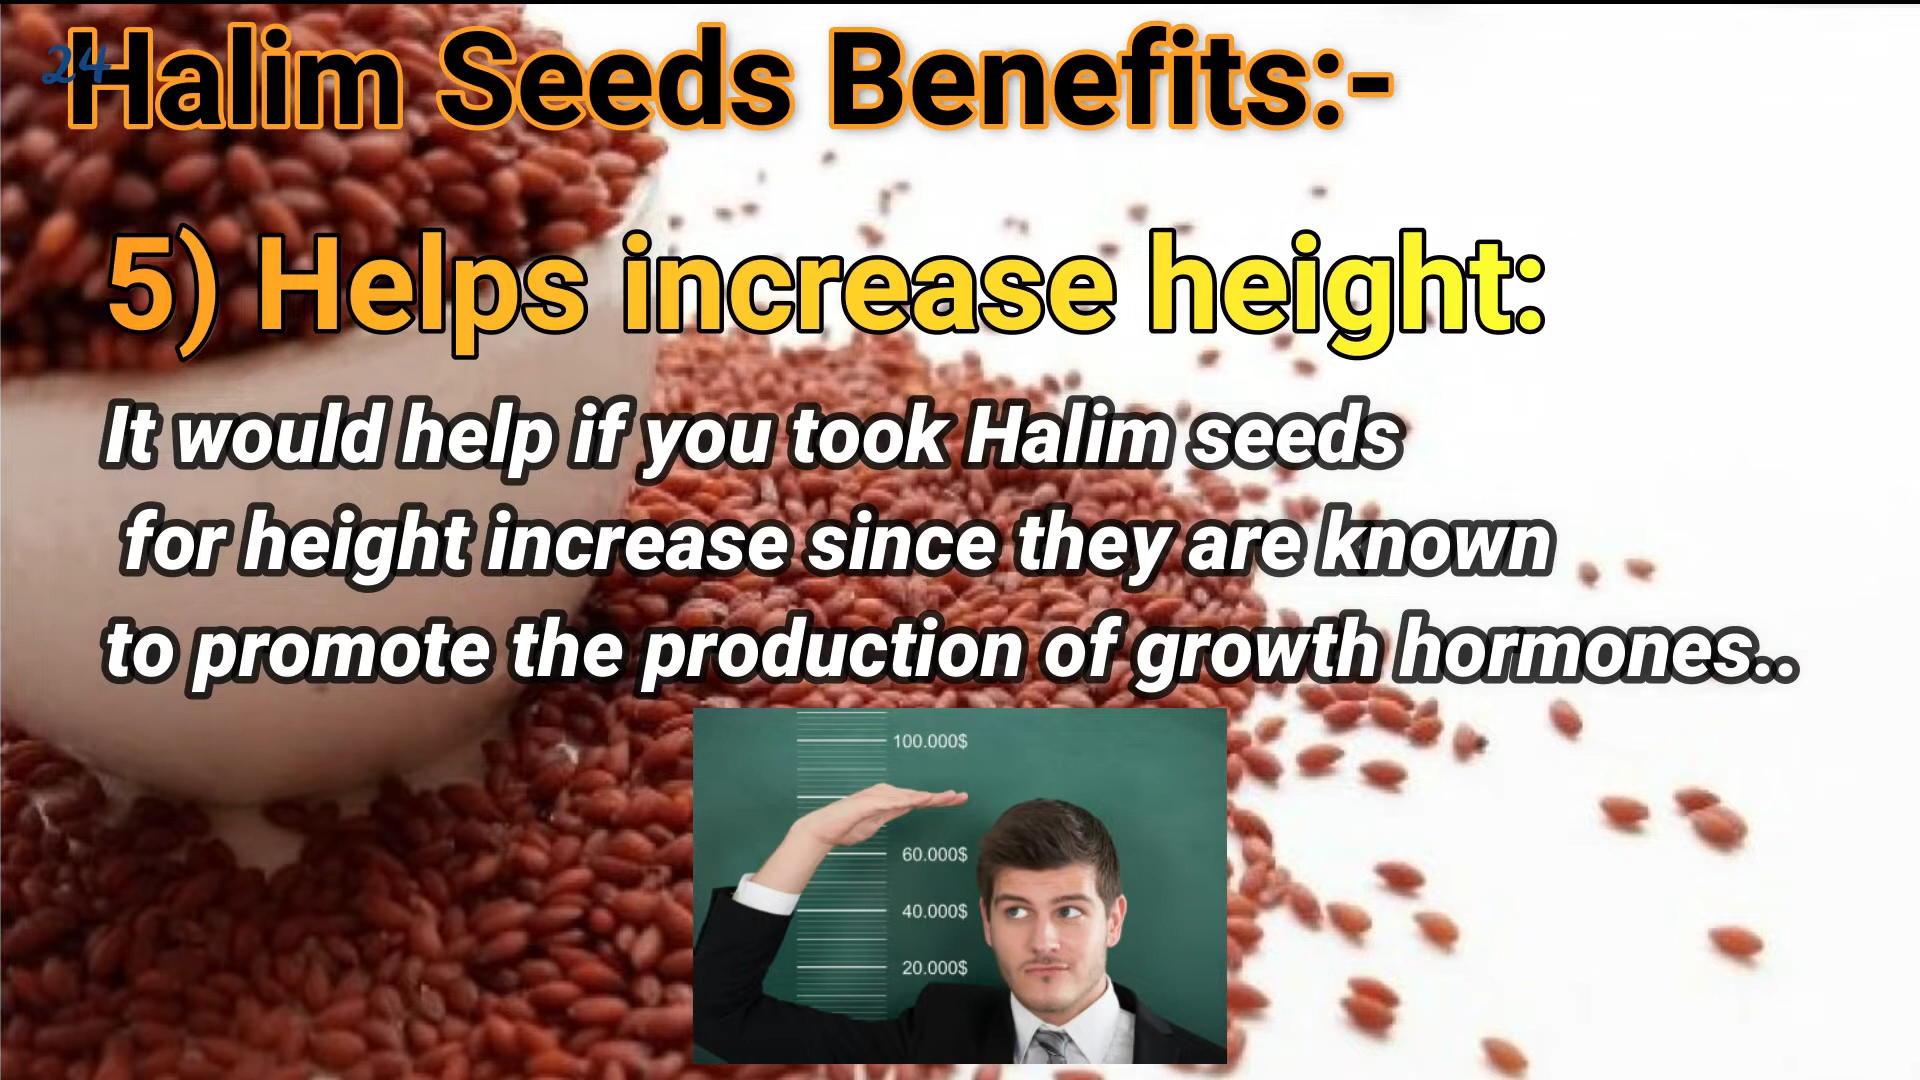 24
Halim Seeds Benefits:-
5) Helps increase height:
It would help if you took Halim seeds
for height increase since they are known
to promote the production of growth hormones..
100.000$
60.000$
40.000$
20.000$